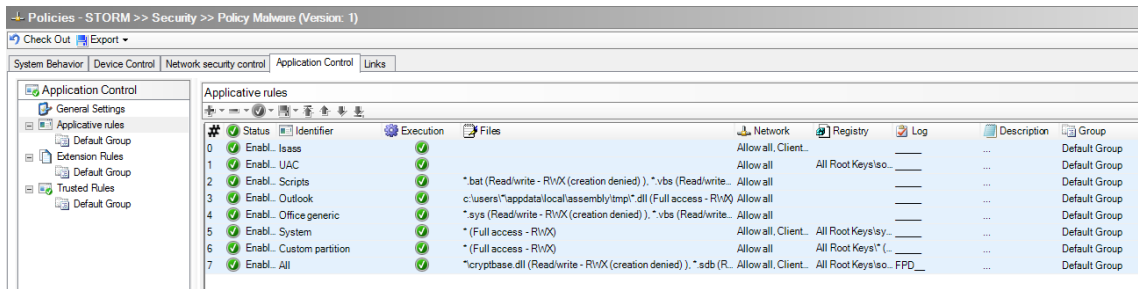 Policies - STORM >> Security >> Policy Malware (Version: 1)
Check Out Export
System Behavior Device Control Network security control Application Control Links
Application Control
General Settings
Applicative rules
Default Group
Extension Rules
Default Group
Trusted Rules
Default Group
Applicative rules
# Status Identifier Execution Files Network Registry Log Description Group
0 Enabl... lsass Allow all, Client... ____ ... Default Group
1 Enabl... UAC Allow all All Root Keys\so... ____ ... Default Group
2 Enabl... Scripts *.bat (Read/write - RWX (creation denied) ), *.vbs (Read/write... Allow all ____ ... Default Group
3 Enabl... Outlook c:\users\*\appdata\local\assembly\tmp\*.dll (Full access - RWX) Allow all ____ ... Default Group
4 Enabl... Office generic *.sys (Read/write - RWX (creation denied) ), *.vbs (Read/write... Allow all ____ ... Default Group
5 Enabl... System * (Full access - RWX) Allow all, Client... All Root Keys\sy... ____ ... Default Group
6 Enabl... Custom partition * (Full access - RWX) Allow all All Root Keys\* (... ____ ... Default Group
7 Enabl... All *\cryptbase.dll (Read/write - RWX (creation denied) ), *.sdb (R... Allow all, Client... All Root Keys\so... FPD__ ... Default Group